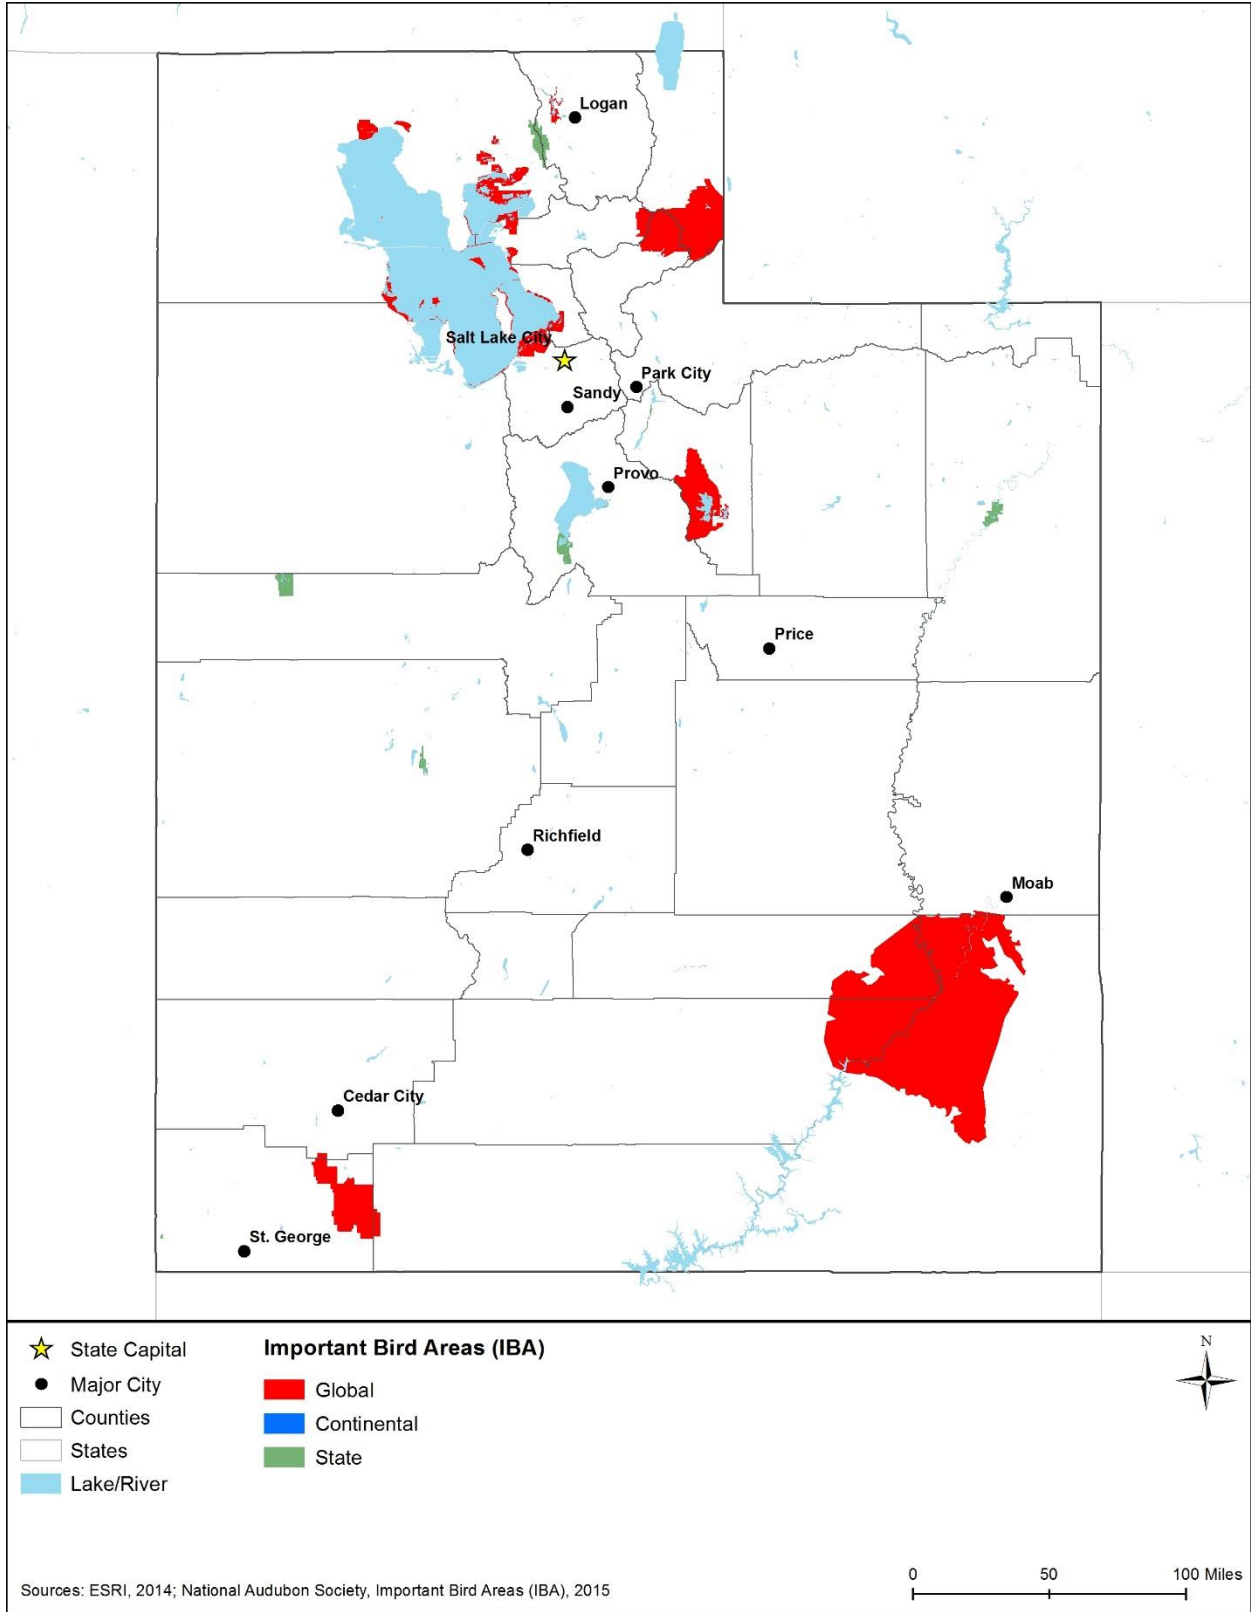 Logan
Salt Lake City
Park City
Sandy
Provo
Price
Richfield
Moab
Cedar City
St. George
State Capital
Major City
Counties
States
Lake/River
Important Bird Areas (IBA)
Global
Continental
State
N
Sources: ESRI, 2014; National Audubon Society, Important Bird Areas (IBA), 2015
0 50 100 Miles